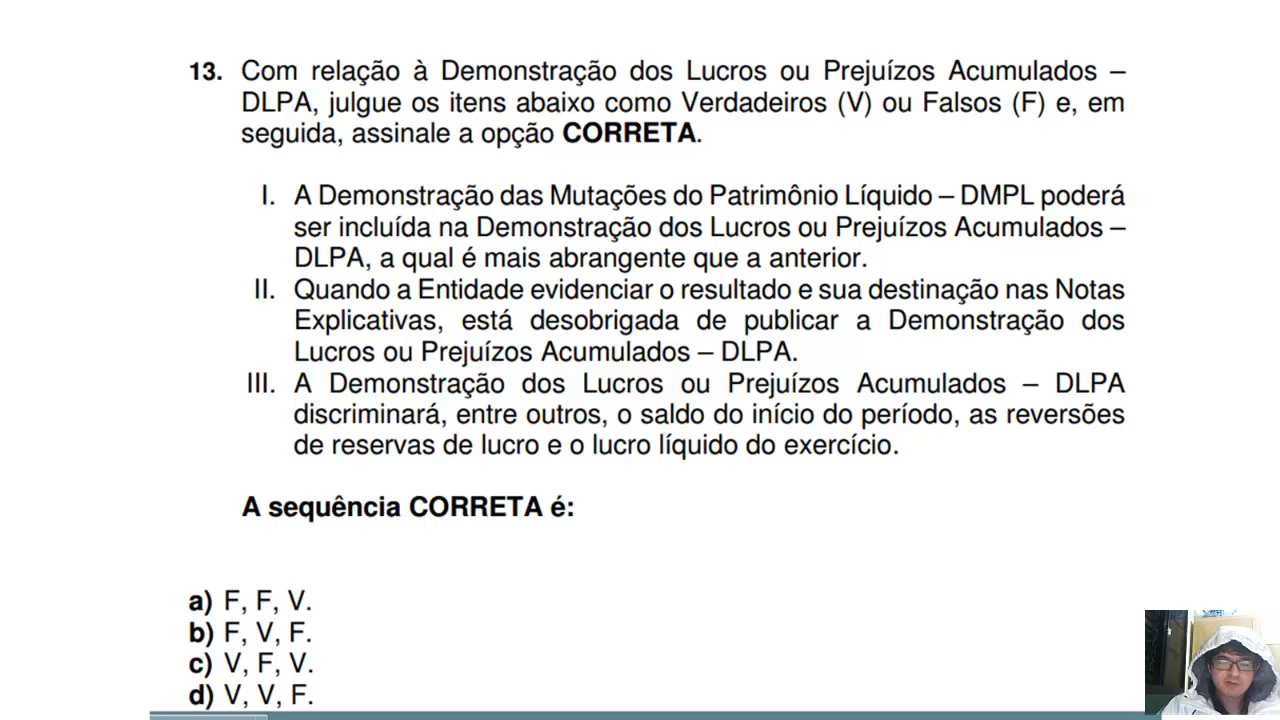 13. Com relação à Demonstração dos Lucros ou Prejuízos Acumulados –
DLPA, julgue os itens abaixo como Verdadeiros (V) ou Falsos (F) e, em
seguida, assinale a opção CORRETA.
I. A Demonstração das Mutações do Patrimônio Líquido – DMPL poderá
ser incluída na Demonstração dos Lucros ou Prejuízos Acumulados –
DLPA, a qual é mais abrangente que a anterior.
II. Quando a Entidade evidenciar o resultado e sua destinação nas Notas
Explicativas, está desobrigada de publicar a Demonstração dos
Lucros ou Prejuízos Acumulados – DLPA.
III. A Demonstração dos Lucros ou Prejuízos Acumulados – DLPA
discriminará, entre outros, o saldo do início do período, as reversões
de reservas de lucro e o lucro líquido do exercício.
A sequência CORRETA é:
a) F, F, V.
b) F, V, F.
c) V, F, V.
d) V, V, F.